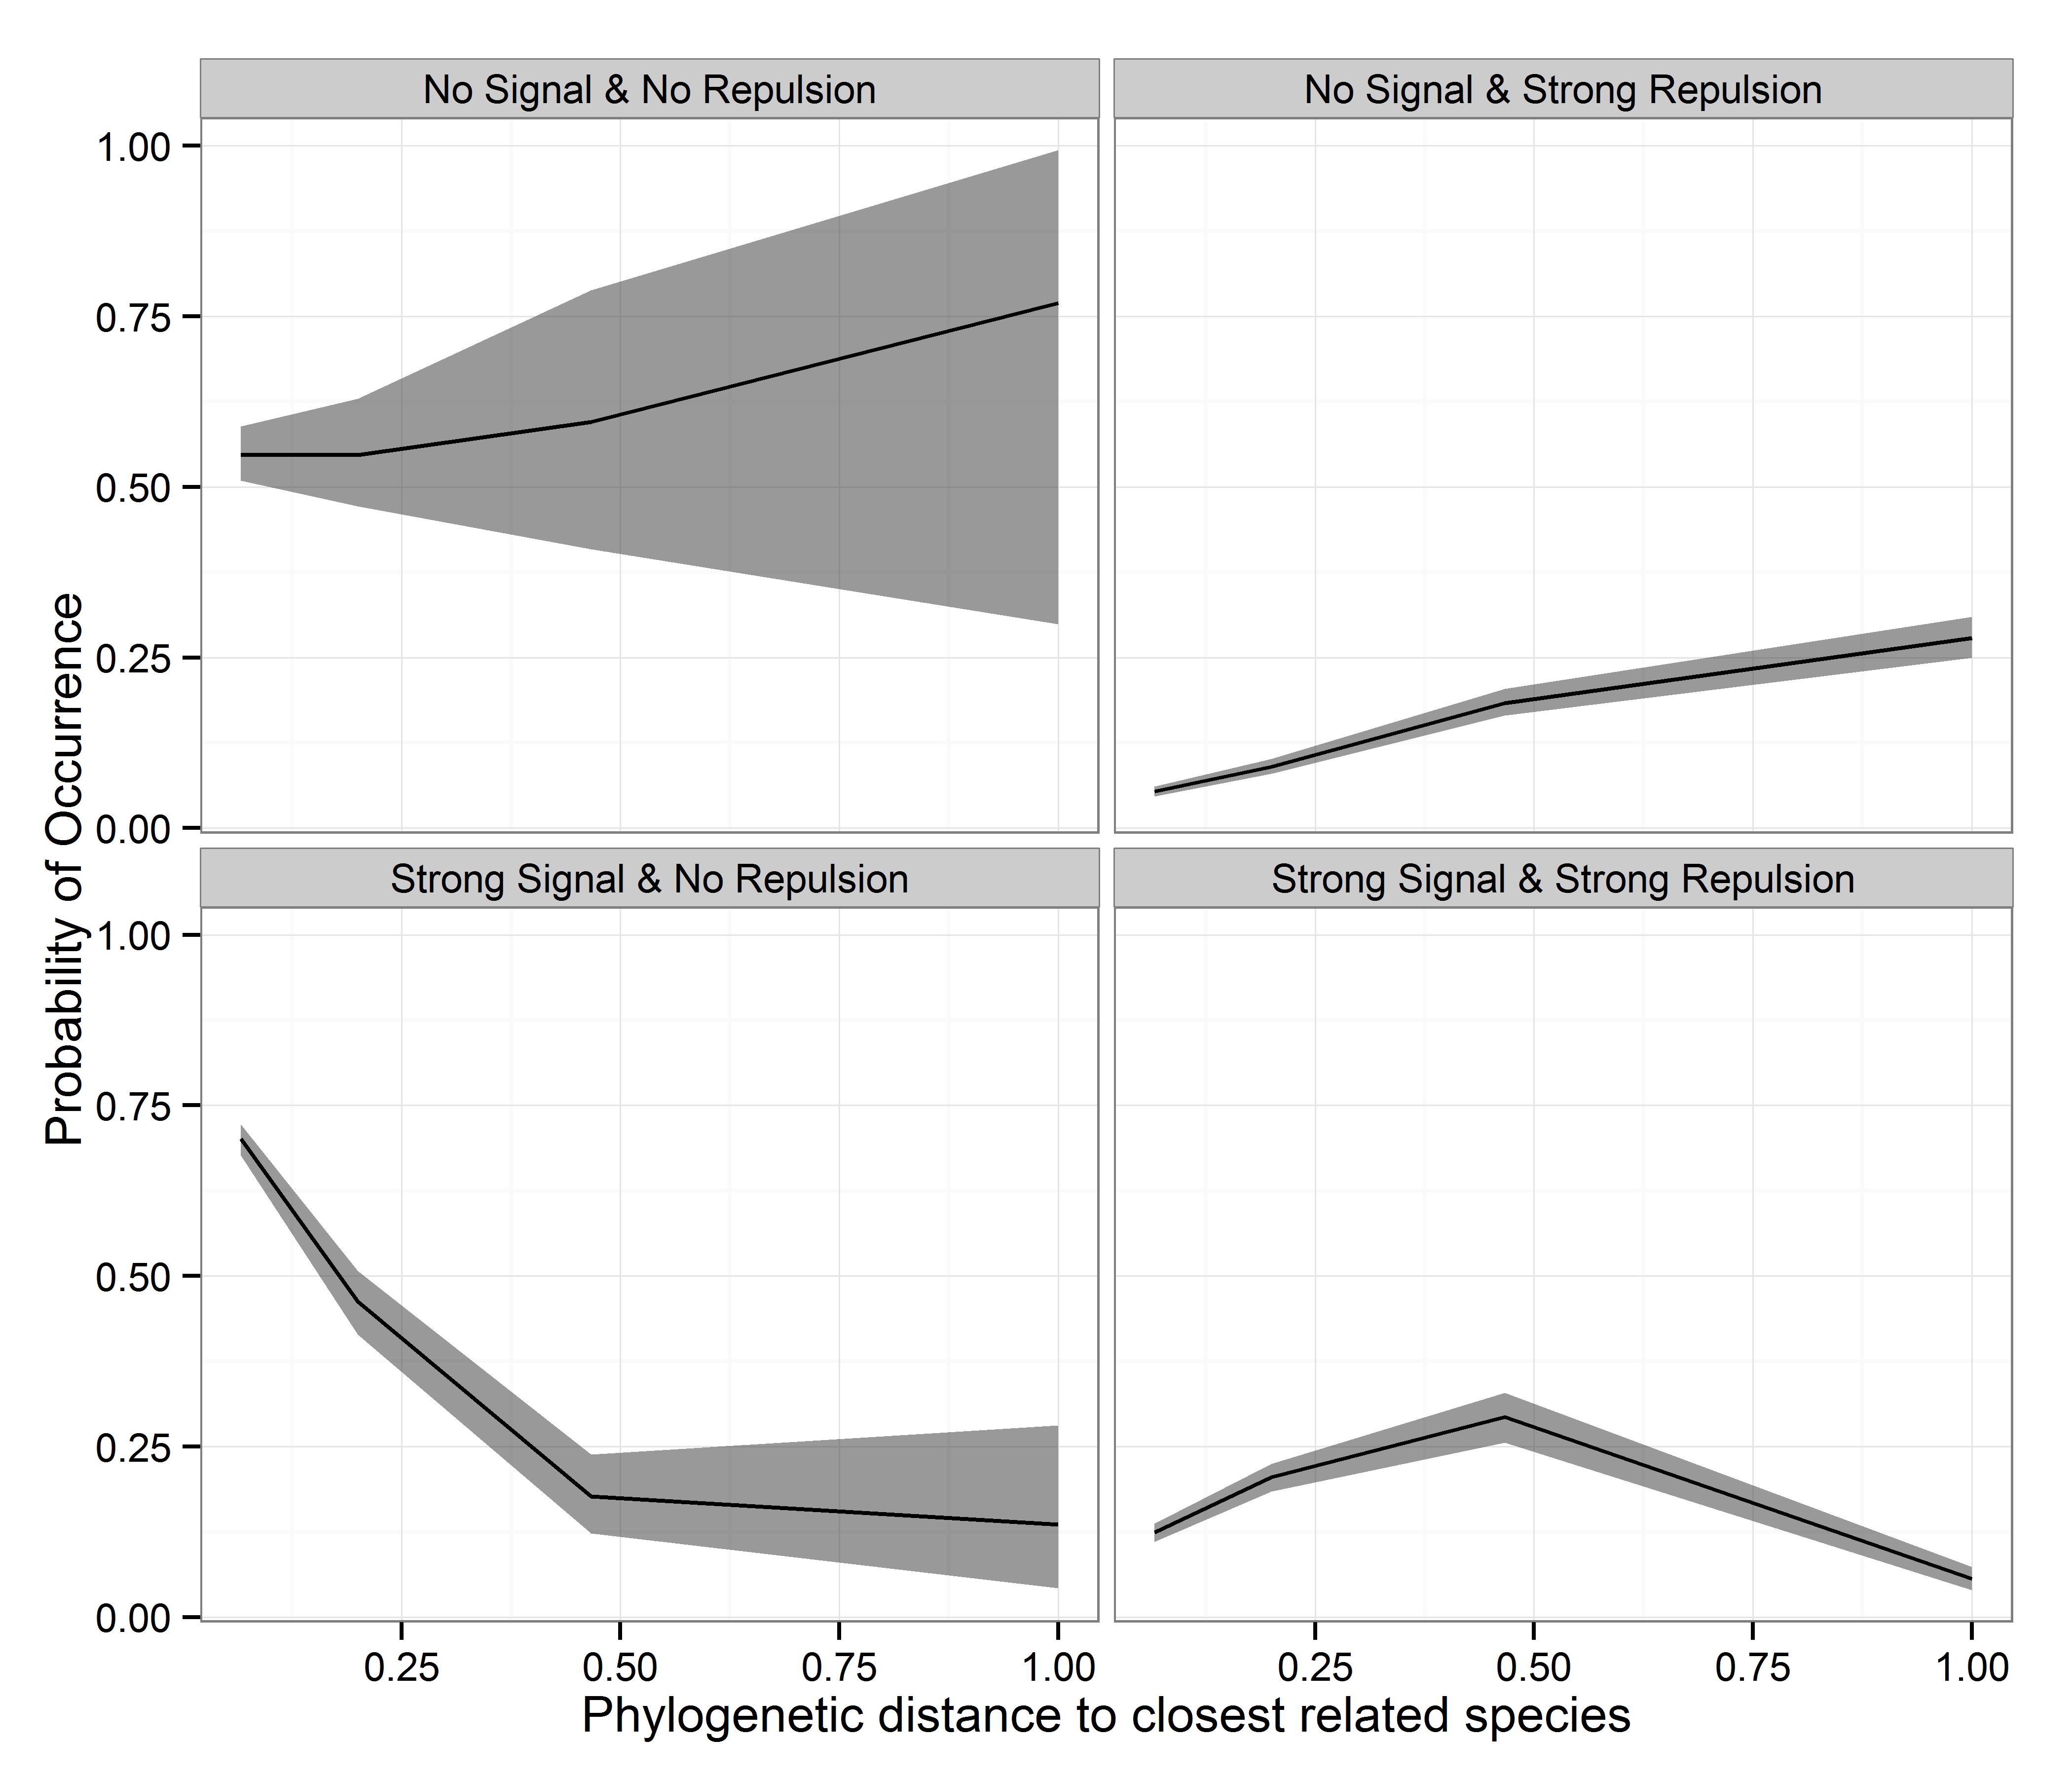 No Signal & No Repulsion
No Signal & Strong Repulsion
1.00
0.75
0.50
0.25
0.00
Probability of Occurrence
Strong Signal & No Repulsion
Strong Signal & Strong Repulsion
1.00
0.75
0.50
0.25
0.00
0.25 0.50 0.75 1.00
0.25 0.50 0.75 1.00
Phylogenetic distance to closest related species